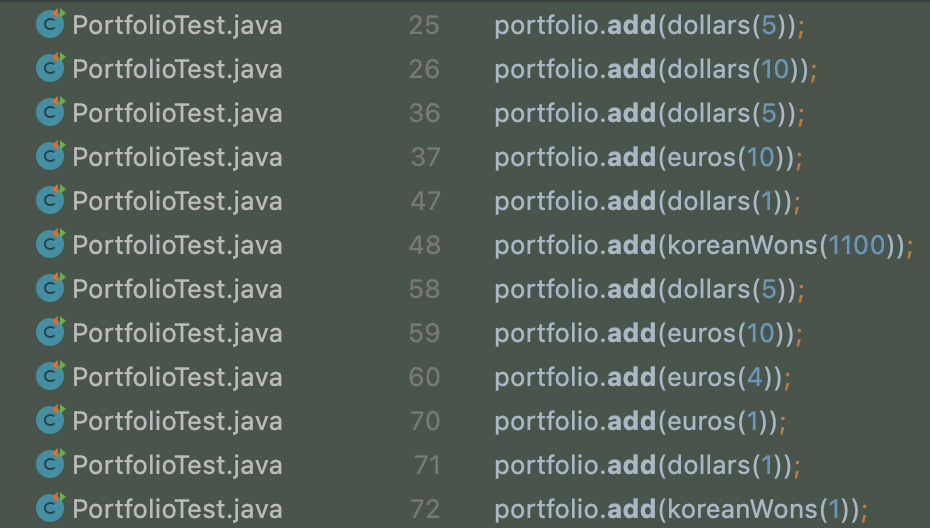 PortfolioTest.java 25 portfolio.add(dollars(5));
PortfolioTest.java 26 portfolio.add(dollars(10));
PortfolioTest.java 36 portfolio.add(dollars(5));
PortfolioTest.java 37 portfolio.add(euros(10));
PortfolioTest.java 47 portfolio.add(dollars(1));
PortfolioTest.java 48 portfolio.add(koreanWons(1100));
PortfolioTest.java 58 portfolio.add(dollars(5));
PortfolioTest.java 59 portfolio.add(euros(10));
PortfolioTest.java 60 portfolio.add(euros(4));
PortfolioTest.java 70 portfolio.add(euros(1));
PortfolioTest.java 71 portfolio.add(dollars(1));
PortfolioTest.java 72 portfolio.add(koreanWons(1));